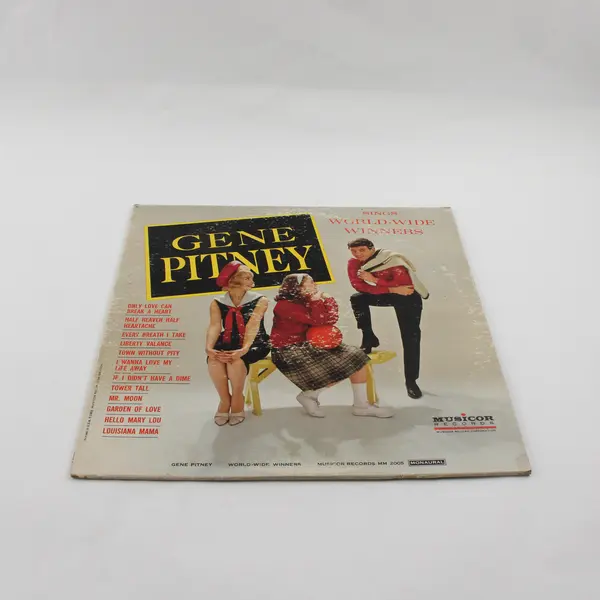 SINGS
WORLD-WIDE
WINNERS
GENE
PITNEY
ONLY LOVE CAN
BREAK A HEART
HALF HEAVEN HALF
HEARTACHE
EVERY BREATH I TAKE
LIBERTY VALANCE
TOWN WITHOUT PITY
I WANNA LOVE MY
LIFE AWAY
IF I DIDN'T HAVE A DIME
TOWER TALL
MR. MOON
GARDEN OF LOVE
HELLO MARY LOU
LOUISIANA MAMA
MUSICOR
RECORDS
GENE PITNEY WORLD-WIDE WINNERS MUSICOR RECORDS MM 2005 MONAURAL